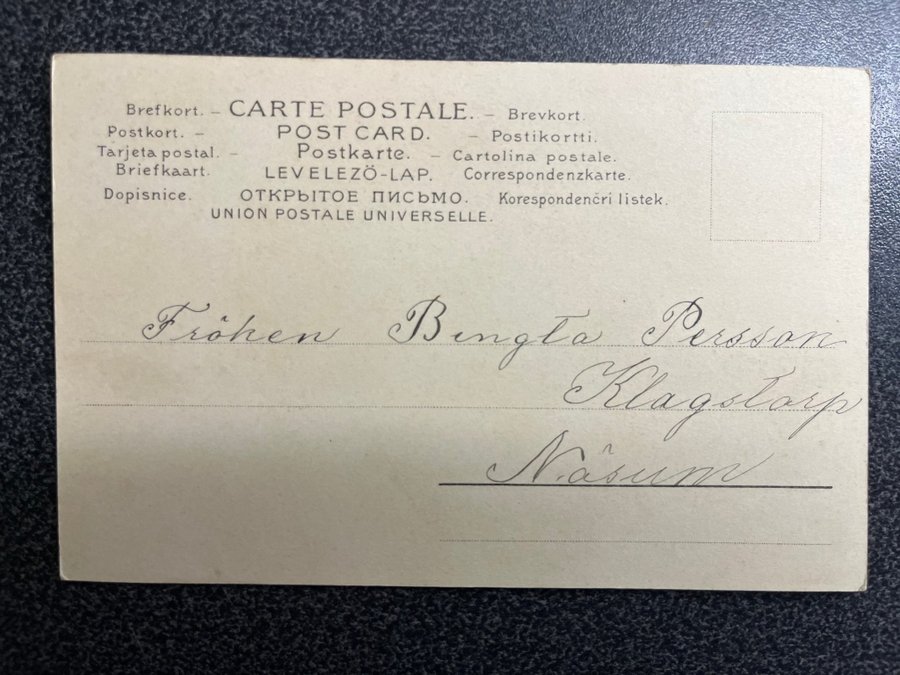 Brefkort. – CARTE POSTALE. – Brevkort.
Postkort. – POST CARD. – Postikortti.
Tarjeta postal. – Postkarte. – Cartolina postale.
Briefkaart. LEVELEZÖ-LAP. Correspondenzkarte.
Dopisnice. ОТКРЫТОЕ ПИСЬМО. Korespondenčri listek.
UNION POSTALE UNIVERSELLE.
Fröken Bengta Persson
Klagstorp
Näsum